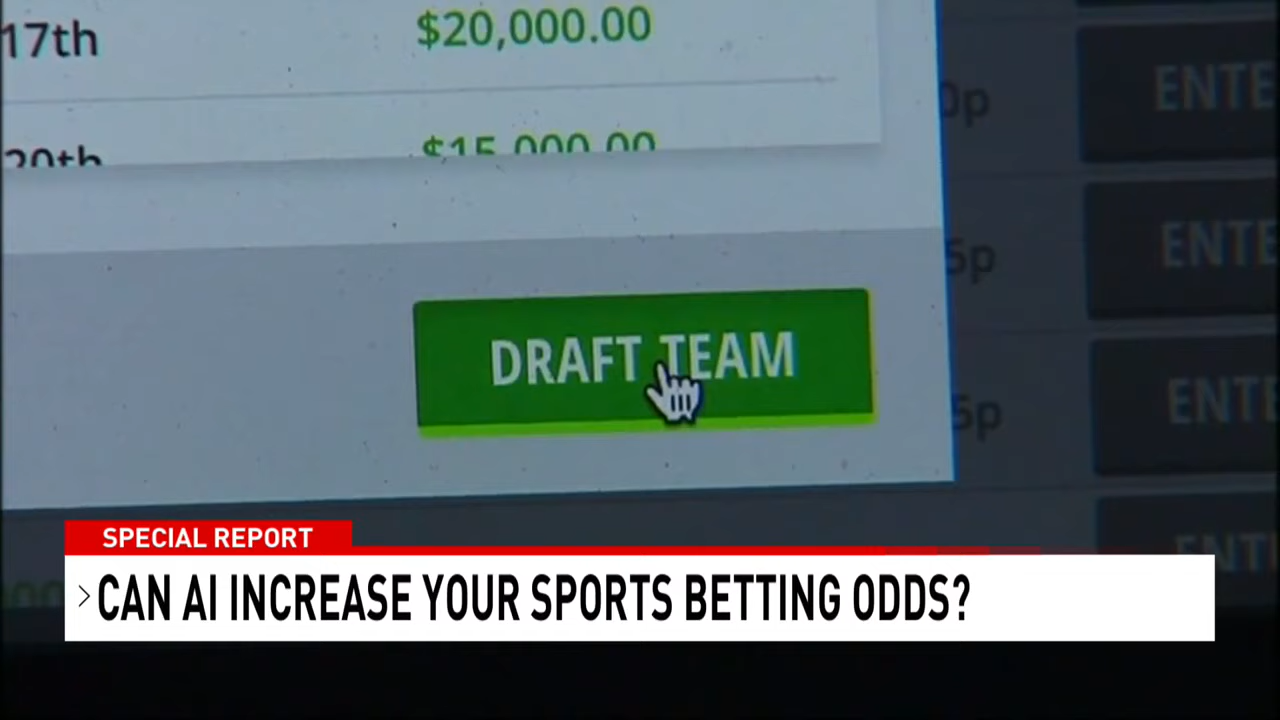 17th $20,000.00
20th $15,000.00
DRAFT TEAM
SPECIAL REPORT
> CAN AI INCREASE YOUR SPORTS BETTING ODDS?